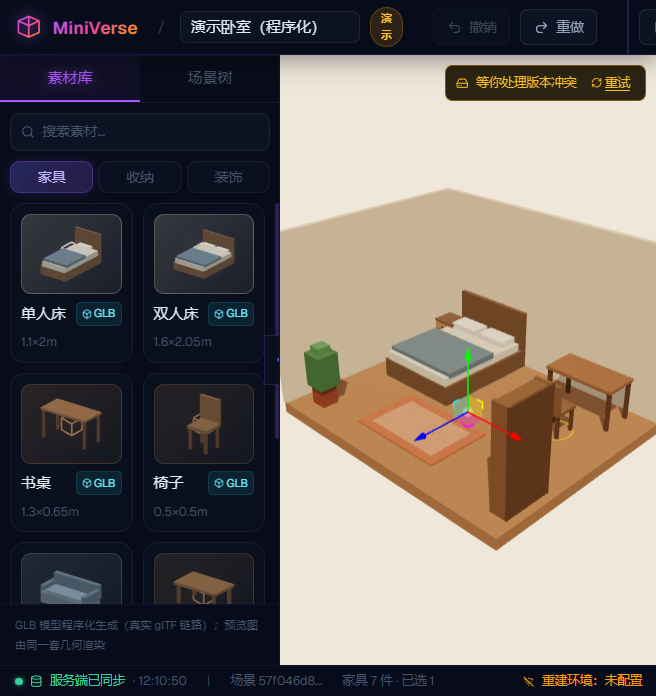 MiniVerse / 演示卧室（程序化） 演示 撤销 重做
素材库 场景树
等你处理版本冲突 重试
搜索素材...
家具 收纳 装饰
单人床 GLB 双人床 GLB
1.1×2m 1.6×2.05m
书桌 GLB 椅子 GLB
1.3×0.65m 0.5×0.5m
GLB 模型程序化生成（真实 glTF 链路）；预览图
由同一套几何渲染
服务端已同步 · 12:10:50 | 场景 57f046d8... 家具 7 件 · 已选 1 重建环境：未配置